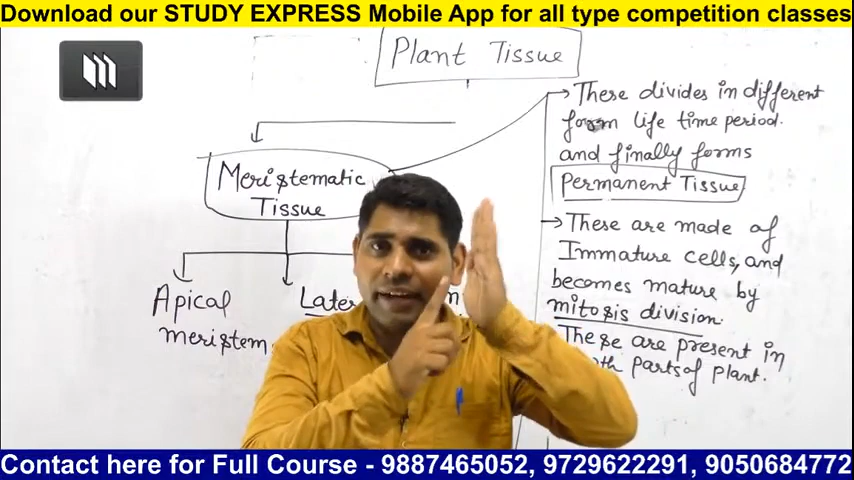 Download our STUDY EXPRESS Mobile App for all type competition classes
Plant Tissue
Meristematic
Tissue
Apical
meristem
These divides in different
form life time period.
and finally forms
Permanent Tissue
These are made of
Immature cells, and
becomes mature by
mitosis division.
These are present in
parts of plant.
Contact here for Full Course - 9887465052, 9729622291, 9050684772